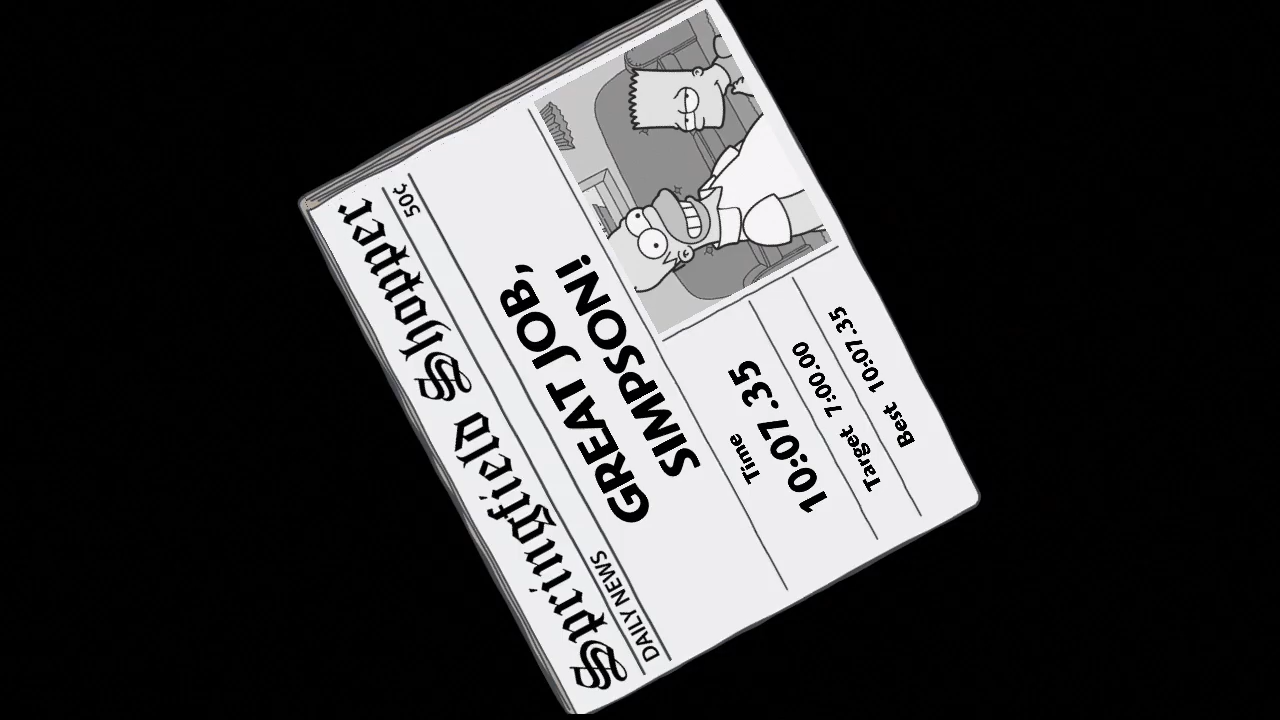 Springfield Shopper
DAILY NEWS 50¢
GREAT JOB,
SIMPSON!
Time
10:07.35
Target 7:00.00
Best 10:07.35